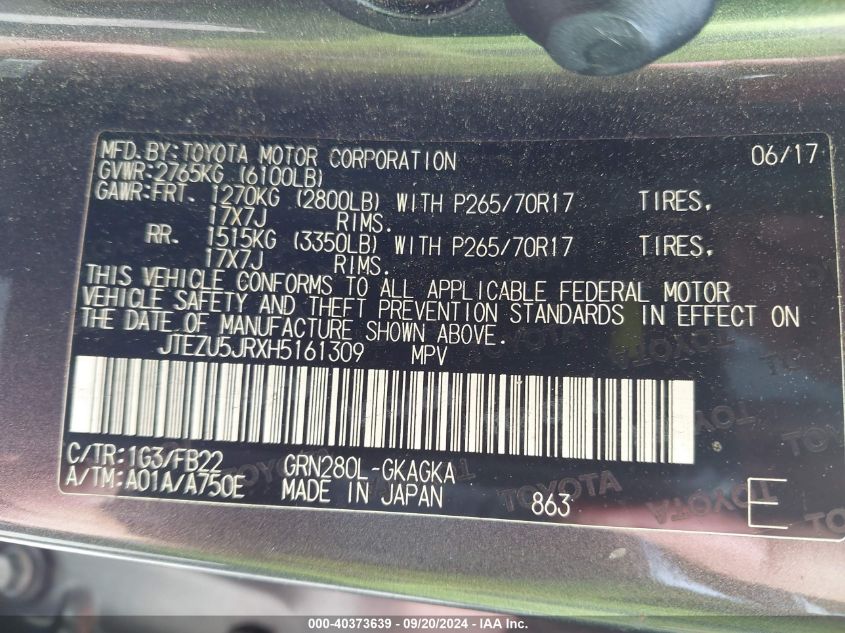 MFD.BY:TOYOTA MOTOR CORPORATION 06/17
GVWR:2765KG (6100LB)
GAWR:FRT. 1270KG (2800LB) WITH P265/70R17 TIRES,
17X7J RIMS.
RR. 1515KG (3350LB) WITH P265/70R17 TIRES,
17X7J RIMS.
THIS VEHICLE CONFORMS TO ALL APPLICABLE FEDERAL MOTOR
VEHICLE SAFETY AND THEFT PREVENTION STANDARDS IN EFFECT ON
THE DATE OF MANUFACTURE SHOWN ABOVE.
JTEZU5JRXH5161309 MPV
C/TR:1G3/FB22 GRN280L-GKAGKA
A/TM:A01A/A750E MADE IN JAPAN 863 E
TOYOTA TOYOTA TOYOTA
000-40373639 - 09/20/2024 - IAA Inc.